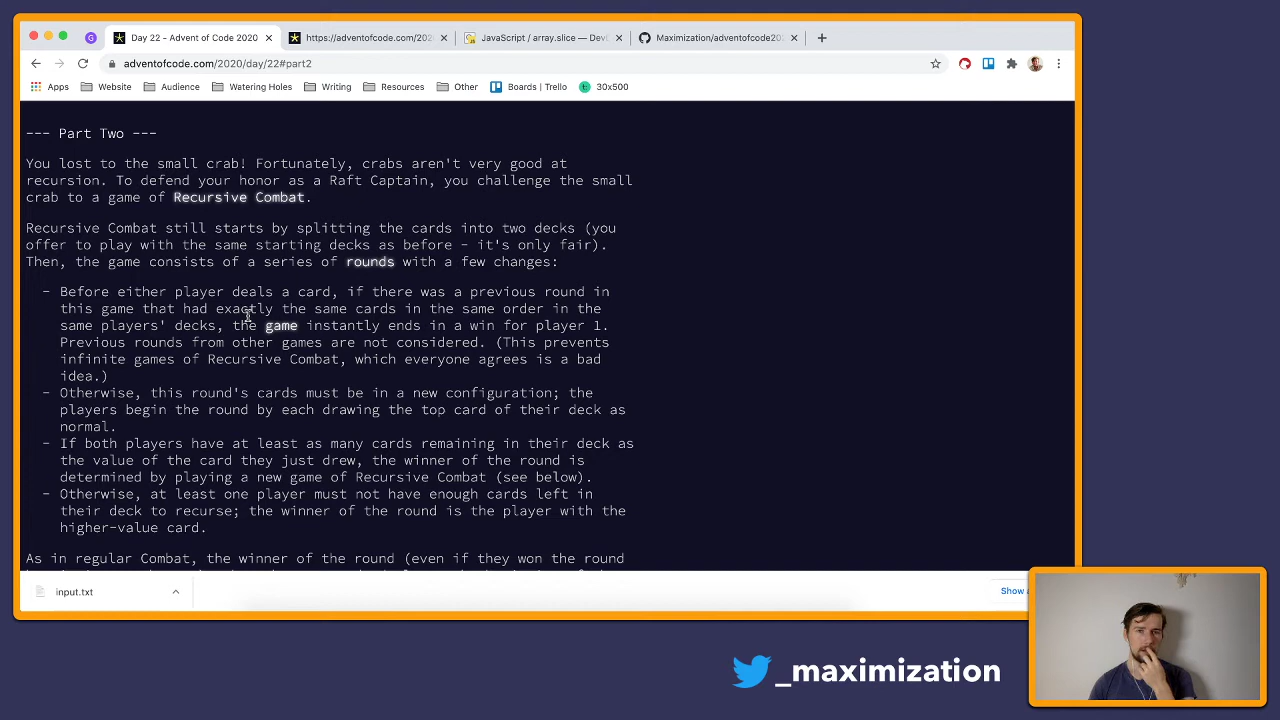 Day 22 - Advent of Code 2020
https://adventofcode.com/202
JavaScript / array.slice — DevD
Maximization/adventofcode202
adventofcode.com/2020/day/22#part2
Apps
Website
Audience
Watering Holes
Writing
Resources
Other
Boards | Trello
30x500
--- Part Two ---
You lost to the small crab! Fortunately, crabs aren't very good at
recursion. To defend your honor as a Raft Captain, you challenge the small
crab to a game of Recursive Combat.
Recursive Combat still starts by splitting the cards into two decks (you
offer to play with the same starting decks as before - it's only fair).
Then, the game consists of a series of rounds with a few changes:
- Before either player deals a card, if there was a previous round in
this game that had exactly the same cards in the same order in the
same players' decks, the game instantly ends in a win for player 1.
Previous rounds from other games are not considered. (This prevents
infinite games of Recursive Combat, which everyone agrees is a bad
idea.)
- Otherwise, this round's cards must be in a new configuration; the
players begin the round by each drawing the top card of their deck as
normal.
- If both players have at least as many cards remaining in their deck as
the value of the card they just drew, the winner of the round is
determined by playing a new game of Recursive Combat (see below).
- Otherwise, at least one player must not have enough cards left in
their deck to recurse; the winner of the round is the player with the
higher-value card.
As in regular Combat, the winner of the round (even if they won the round
input.txt
Show
_maximization